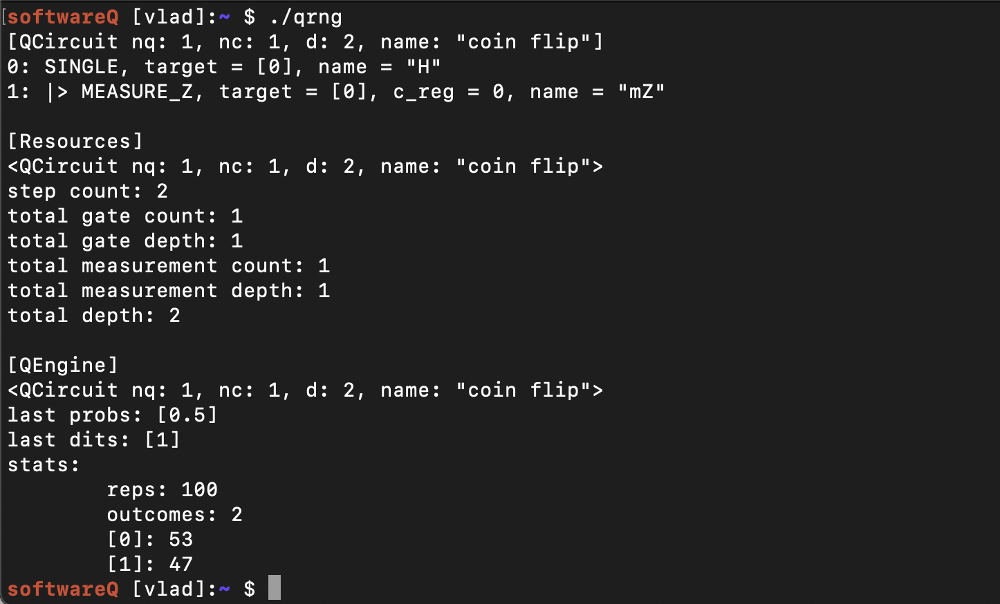 softwareQ [vlad]:~ $ ./qrng
[QCircuit nq: 1, nc: 1, d: 2, name: "coin flip"]
0: SINGLE, target = [0], name = "H"
1: |> MEASURE_Z, target = [0], c_reg = 0, name = "mZ"

[Resources]
<QCircuit nq: 1, nc: 1, d: 2, name: "coin flip">
step count: 2
total gate count: 1
total gate depth: 1
total measurement count: 1
total measurement depth: 1
total depth: 2

[QEngine]
<QCircuit nq: 1, nc: 1, d: 2, name: "coin flip">
last probs: [0.5]
last dits: [1]
stats:
        reps: 100
        outcomes: 2
        [0]: 53
        [1]: 47
softwareQ [vlad]:~ $